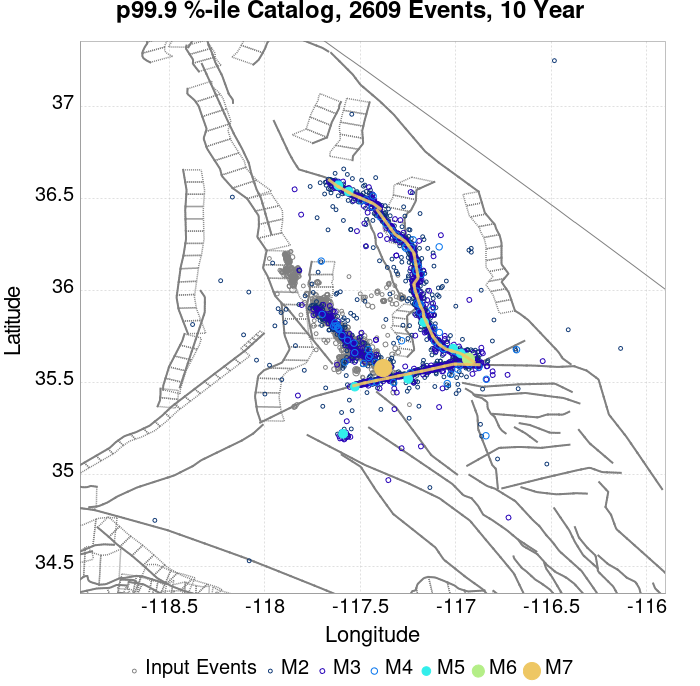 p99.9 %-ile Catalog, 2609 Events, 10 Year
37
36.5
36
35.5
35
34.5
Latitude
-118.5 -118 -117.5 -117 -116.5 -116
Longitude
Input Events M2 M3 M4 M5 M6 M7